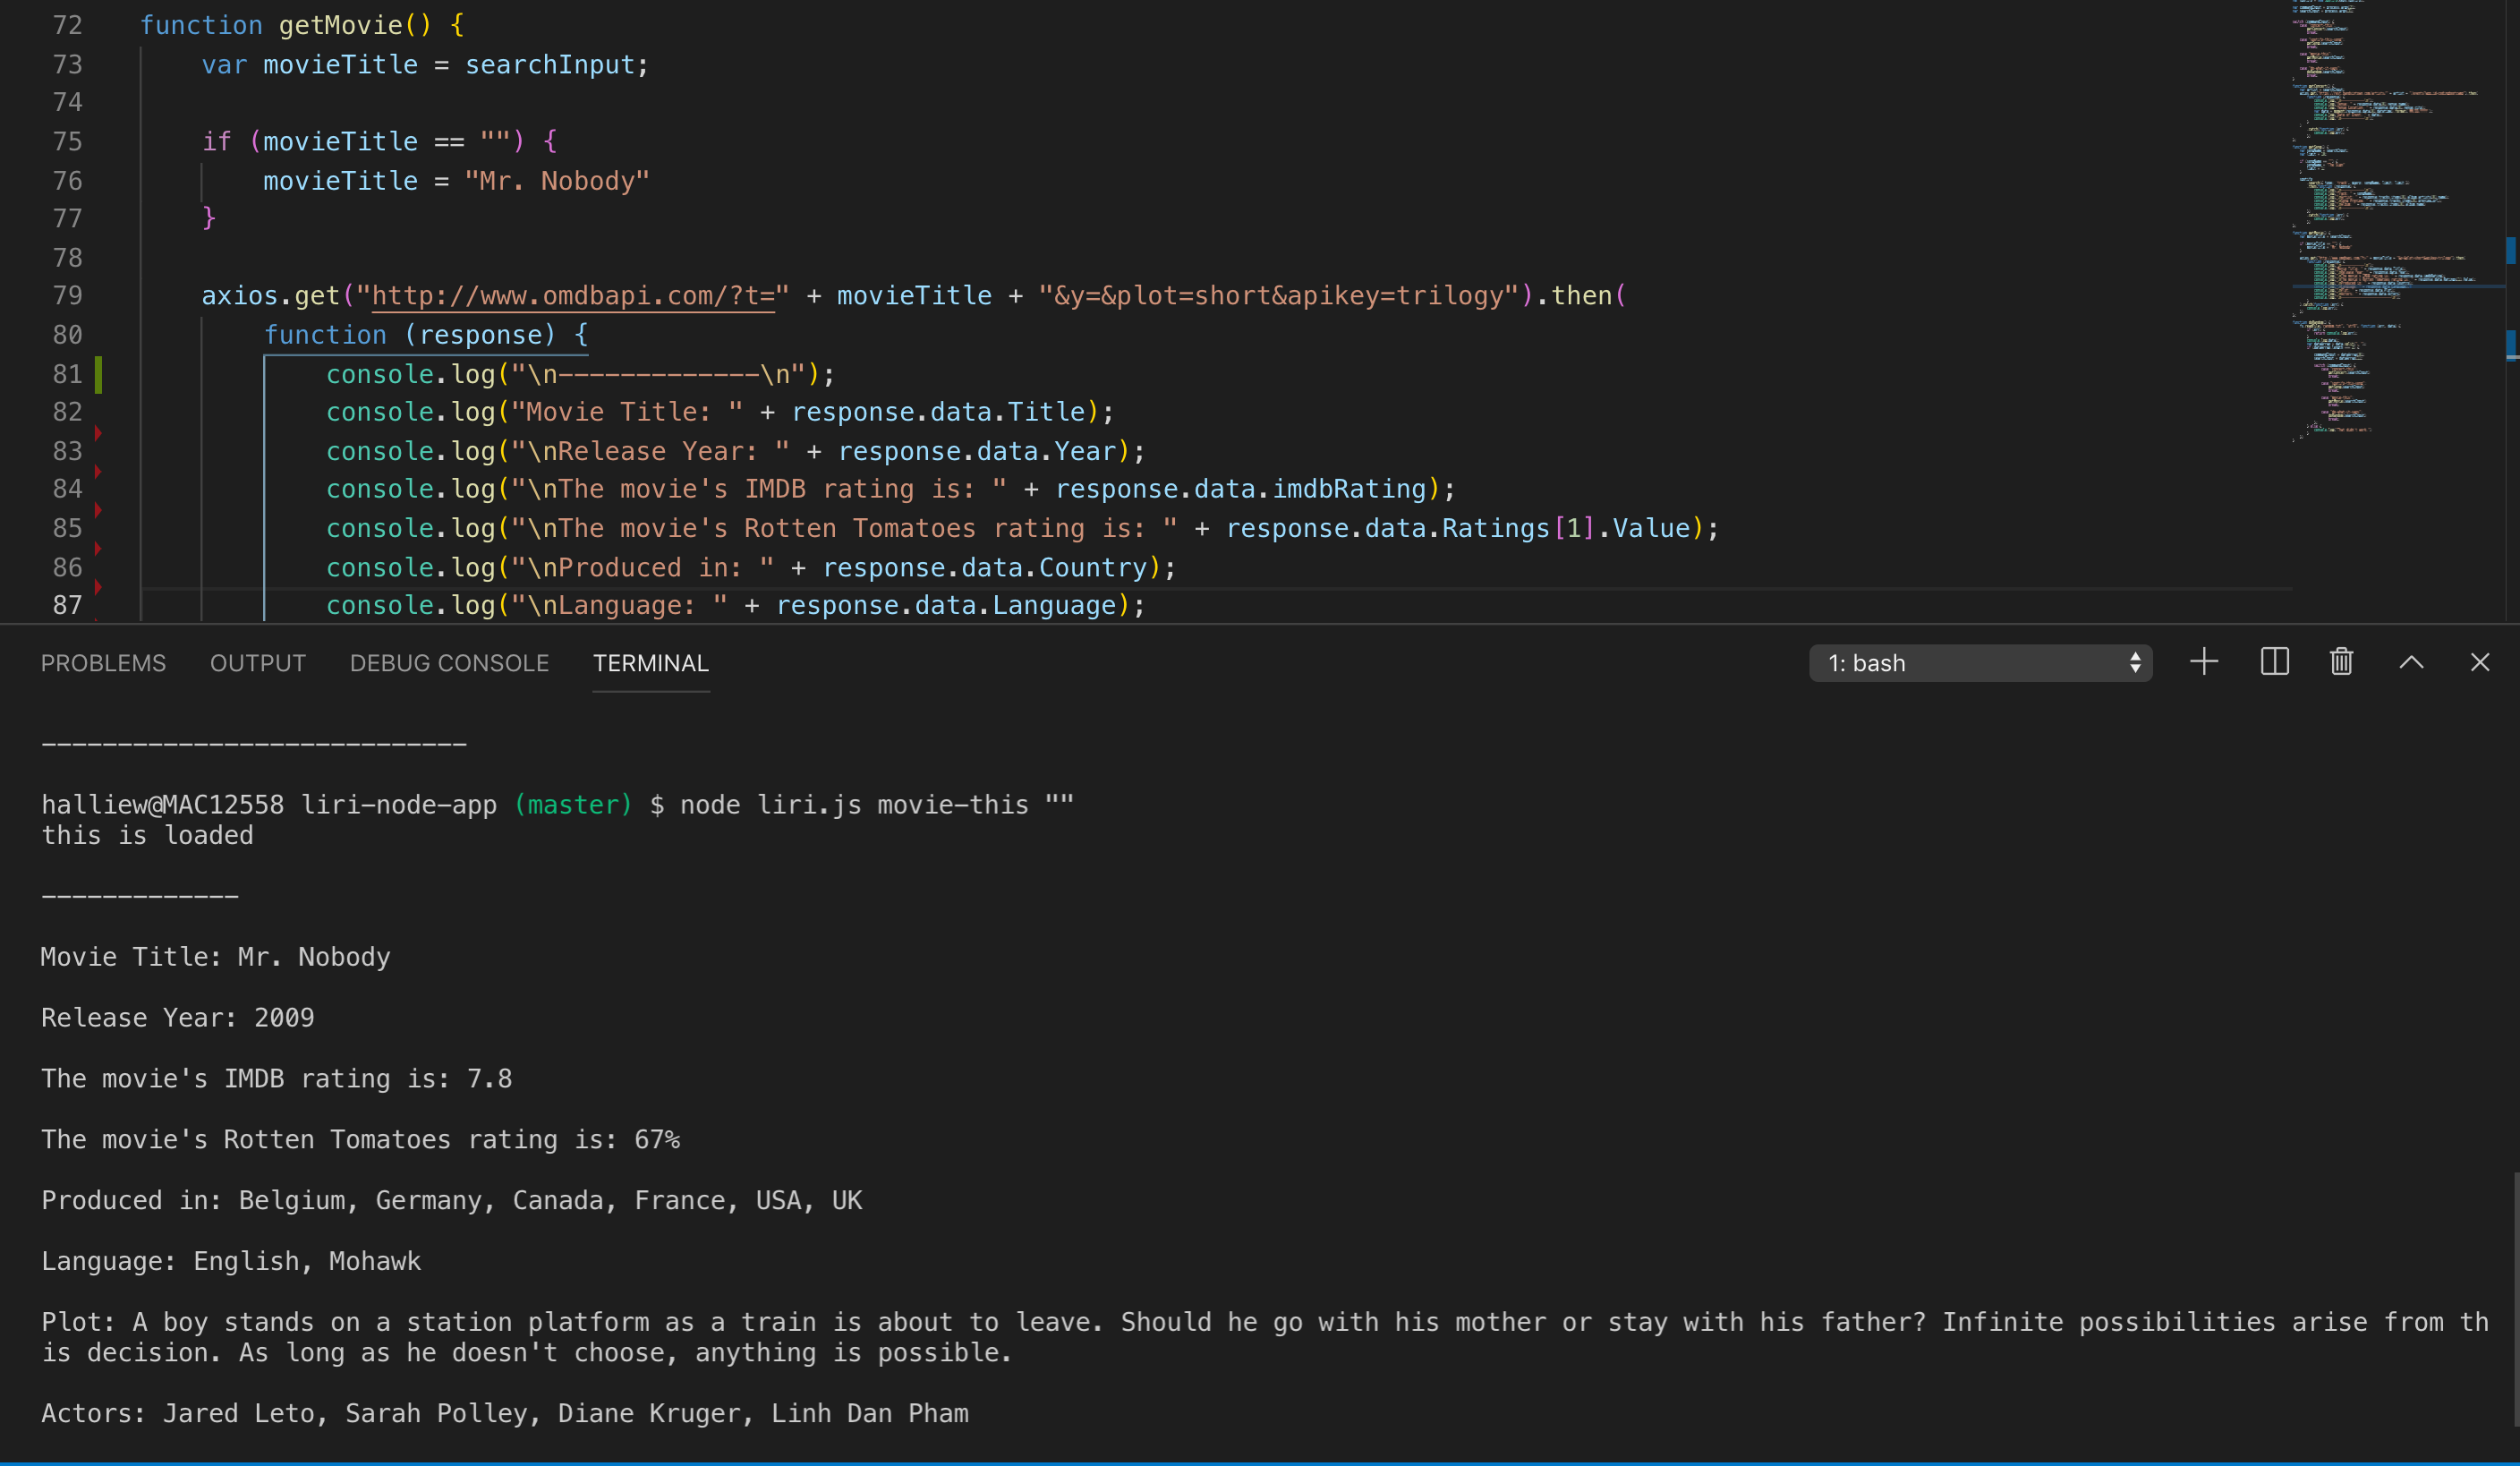 72 function getMovie() {
73 var movieTitle = searchInput;
74
75 if (movieTitle == "") {
76 movieTitle = "Mr. Nobody"
77 }
78
79 axios.get("http://www.omdbapi.com/?t=" + movieTitle + "&y=&plot=short&apikey=trilogy").then(
80 function (response) {
81 console.log("\n-------------\n");
82 console.log("Movie Title: " + response.data.Title);
83 console.log("\nRelease Year: " + response.data.Year);
84 console.log("\nThe movie's IMDB rating is: " + response.data.imdbRating);
85 console.log("\nThe movie's Rotten Tomatoes rating is: " + response.data.Ratings[1].Value);
86 console.log("\nProduced in: " + response.data.Country);
87 console.log("\nLanguage: " + response.data.Language);
PROBLEMS OUTPUT DEBUG CONSOLE TERMINAL 1: bash
----------------------------
halliew@MAC12558 liri-node-app (master) $ node liri.js movie-this ""
this is loaded
-------------
Movie Title: Mr. Nobody
Release Year: 2009
The movie's IMDB rating is: 7.8
The movie's Rotten Tomatoes rating is: 67%
Produced in: Belgium, Germany, Canada, France, USA, UK
Language: English, Mohawk
Plot: A boy stands on a station platform as a train is about to leave. Should he go with his mother or stay with his father? Infinite possibilities arise from th
is decision. As long as he doesn't choose, anything is possible.
Actors: Jared Leto, Sarah Polley, Diane Kruger, Linh Dan Pham